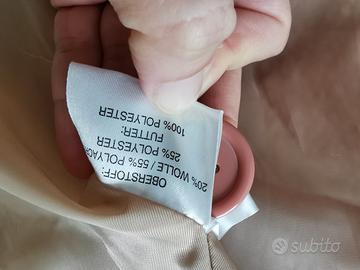 OBERSTOFF:
20% WOLLE / 55% POLYACR
25% POLYESTER
FUTTER:
100% POLYESTER
subito